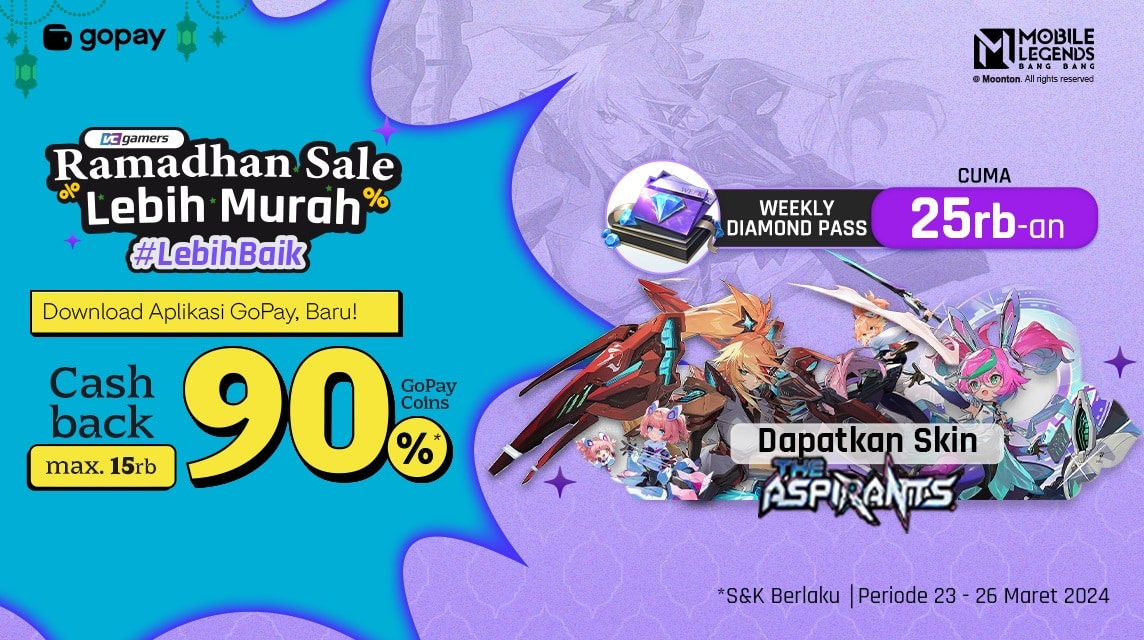 gopay
VCgamers
Ramadhan Sale
% Lebih Murah %
#LebihBaik
Download Aplikasi GoPay, Baru!
Cash
back
max. 15rb
90%*
GoPay
Coins
MOBILE
LEGENDS
BANG BANG
© Moonton. All rights reserved
CUMA
WEEKLY
DIAMOND PASS
25rb-an
Dapatkan Skin
THE
ASPIRANTS
*S&K Berlaku | Periode 23 - 26 Maret 2024